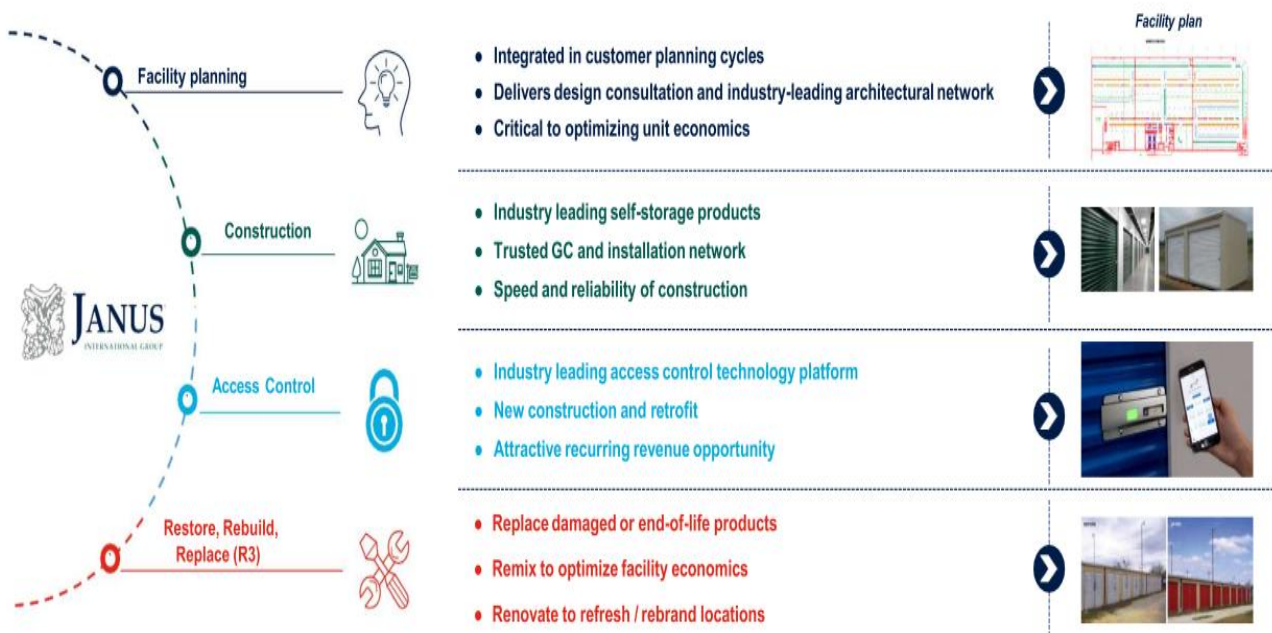 Facility plan
Facility planning
• Integrated in customer planning cycles
• Delivers design consultation and industry-leading architectural network
• Critical to optimizing unit economics
Construction
• Industry leading self-storage products
• Trusted GC and installation network
• Speed and reliability of construction
JANUS
INTERNATIONAL GROUP
Access Control
• Industry leading access control technology platform
• New construction and retrofit
• Attractive recurring revenue opportunity
Restore, Rebuild,
Replace (R3)
• Replace damaged or end-of-life products
• Remix to optimize facility economics
• Renovate to refresh / rebrand locations